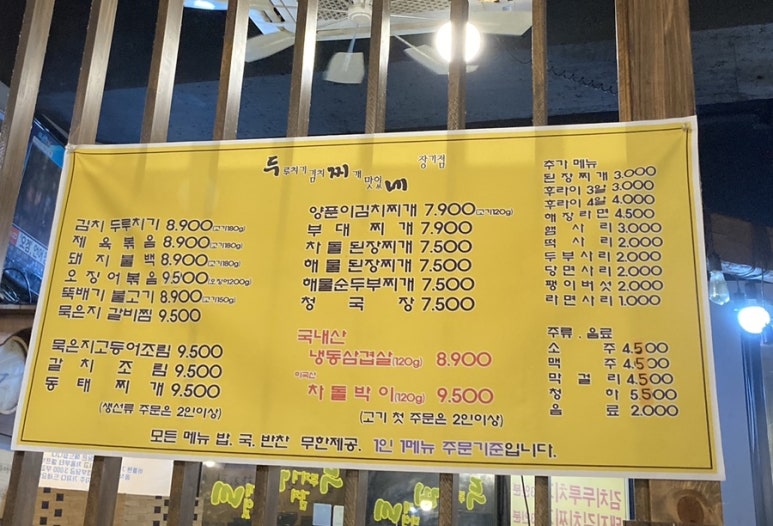 두루치기 김치 찌개 맛있네 장기점
김치두루치기 8.900(고기180g)
제육볶음 8.900(고기180g)
돼지불백 8.900(고기180g)
오징어볶음 9.500(오징어200g)
뚝배기 불고기 8.900(고기150g)
묵은지 갈비찜 9.500
묵은지고등어조림 9.500
갈치조림 9.500
동태찌개 9.500
(생선류 주문은 2인이상)
양푼이김치찌개 7.900(고기120g)
부대찌개 7.900
차돌된장찌개 7.500
해물된장찌개 7.500
해물순두부찌개 7.500
청국장 7.500
국내산
냉동삼겹살(120g) 8.900
미국산
차돌박이(120g) 9.500
(고기 첫 주문은 2인이상)
추가 메뉴
된장찌개 3.000
후라이 3알 3.000
후라이 4알 4.000
해장라면 4.500
햄사리 3.000
떡사리 2.000
두부사리 2.000
당면사리 2.000
팽이버섯 2.000
라면사리 1.000
주류 . 음료
소주 4.500
맥주 4.500
막걸리 4.500
청하 5.500
음료 2.000
모든 메뉴 밥. 국. 반찬 무한제공. 1인 1메뉴 주문기준입니다.
김치두루치